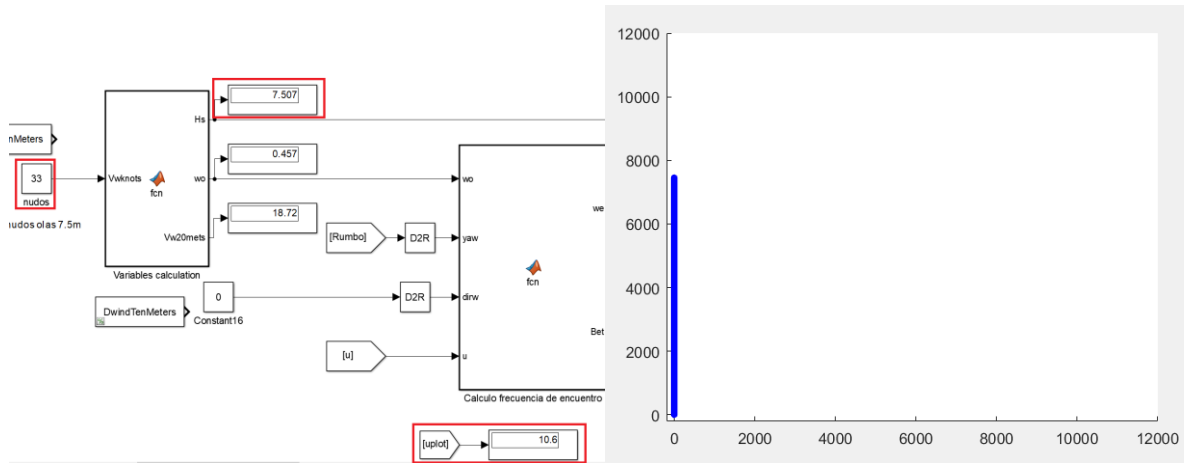 7.507
Hs
nMeters
33
nudos
nudos olas 7.5m
Vwknots
fcn
wo
0.457
18.72
Vw20mets
Variables calculation
wo
we
[Rumbo]
D2R
yaw
fcn
DwindTenMeters
0
Constant16
D2R
dirw
Bet
[u]
u
Calculo frecuencia de encuentro
[uplot]
10.6
12000
10000
8000
6000
4000
2000
0
0
2000
4000
6000
8000
10000
12000